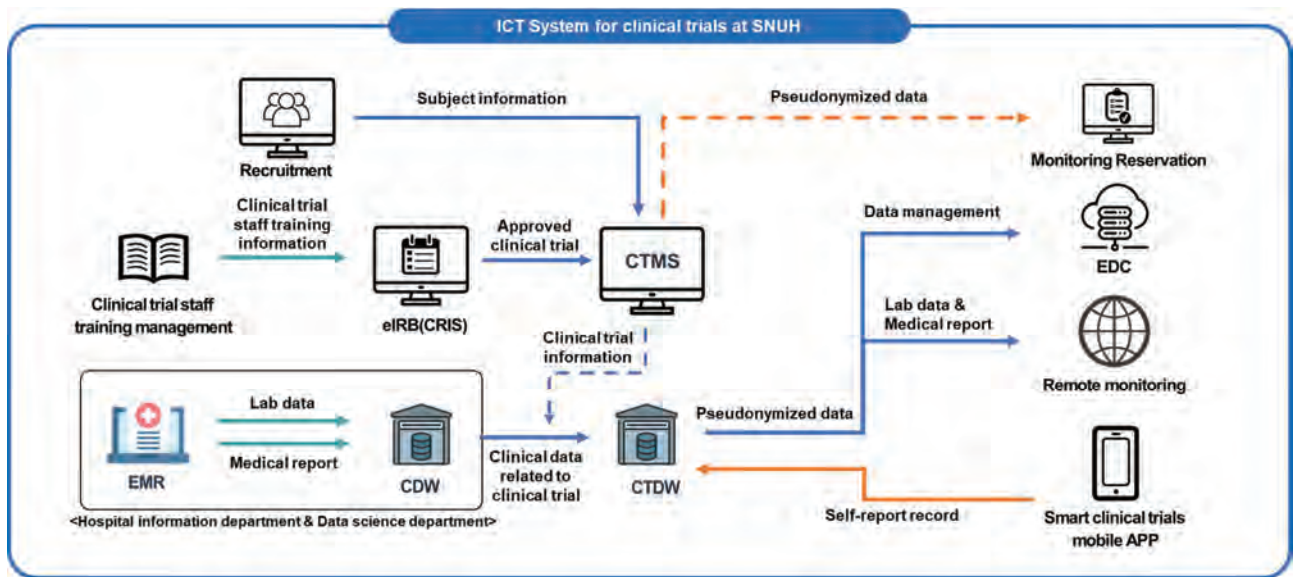 ICT System for clinical trials at SNUH
Subject information
Pseudonymized data
Recruitment
Monitoring Reservation
Clinical trial
staff training
information
Approved
clinical trial
CTMS
Data management
EDC
Clinical trial staff
training management
eIRB(CRIS)
Clinical trial
information
Lab data &
Medical report
Remote monitoring
Lab data
Medical report
EMR
CDW
Clinical data
related to
clinical trial
CTDW
Pseudonymized data
Self-report record
Smart clinical trials
mobile APP
<Hospital information department & Data science department>